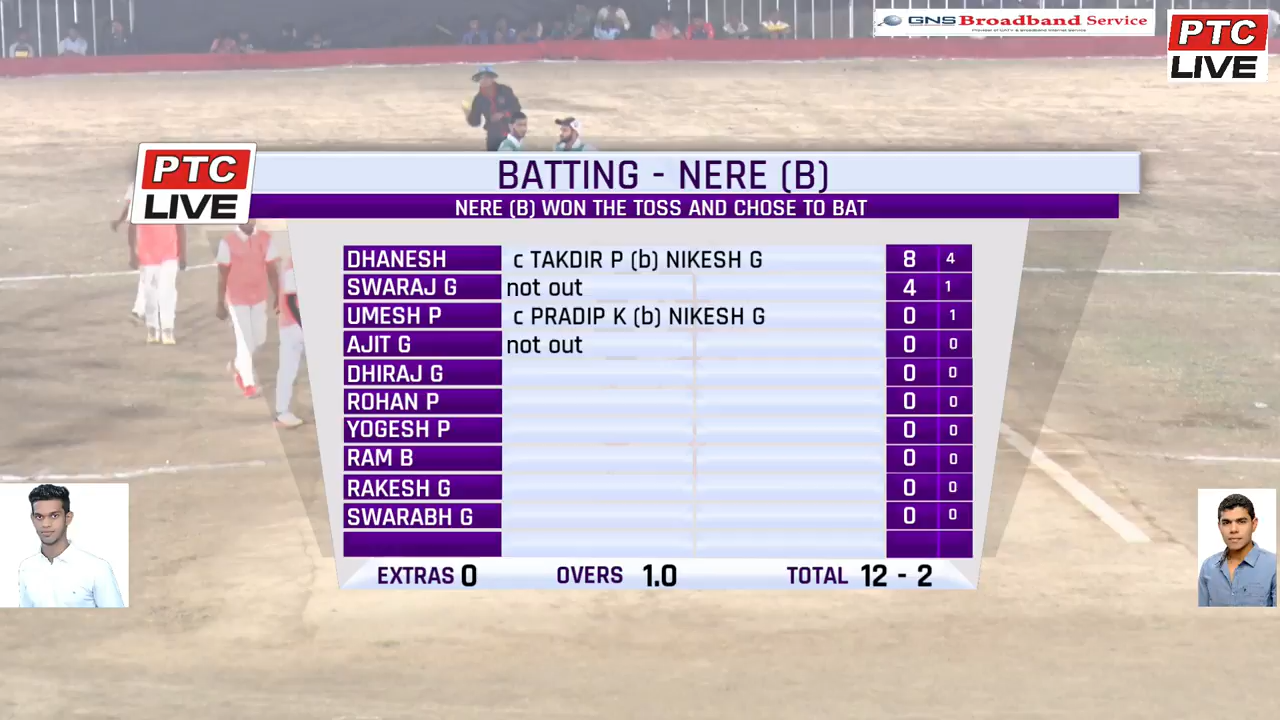 GNS Broadband Service
PTC
LIVE
PTC
LIVE
BATTING - NERE (B)
NERE (B) WON THE TOSS AND CHOSE TO BAT
DHANESH c TAKDIR P (b) NIKESH G 8 4
SWARAJ G not out 4 1
UMESH P c PRADIP K (b) NIKESH G 0 1
AJIT G not out 0 0
DHIRAJ G 0 0
ROHAN P 0 0
YOGESH P 0 0
RAM B 0 0
RAKESH G 0 0
SWARABH G 0 0
EXTRAS 0 OVERS 1.0 TOTAL 12 - 2